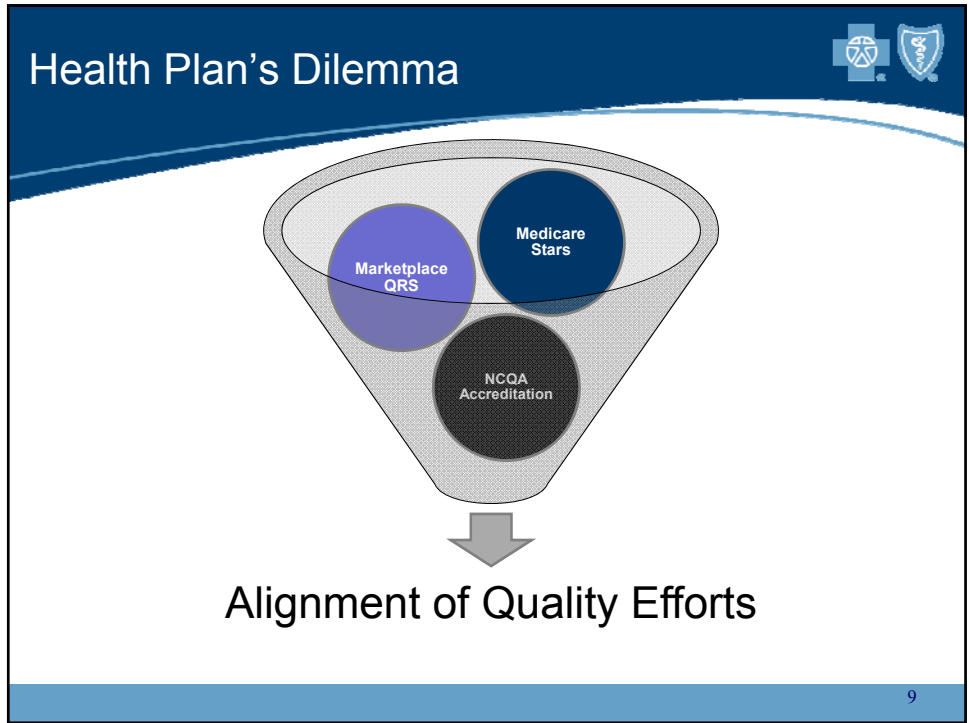 Health Plan's Dilemma
Medicare
Stars
Marketplace
QRS
NCQA
Accreditation
Alignment of Quality Efforts
9